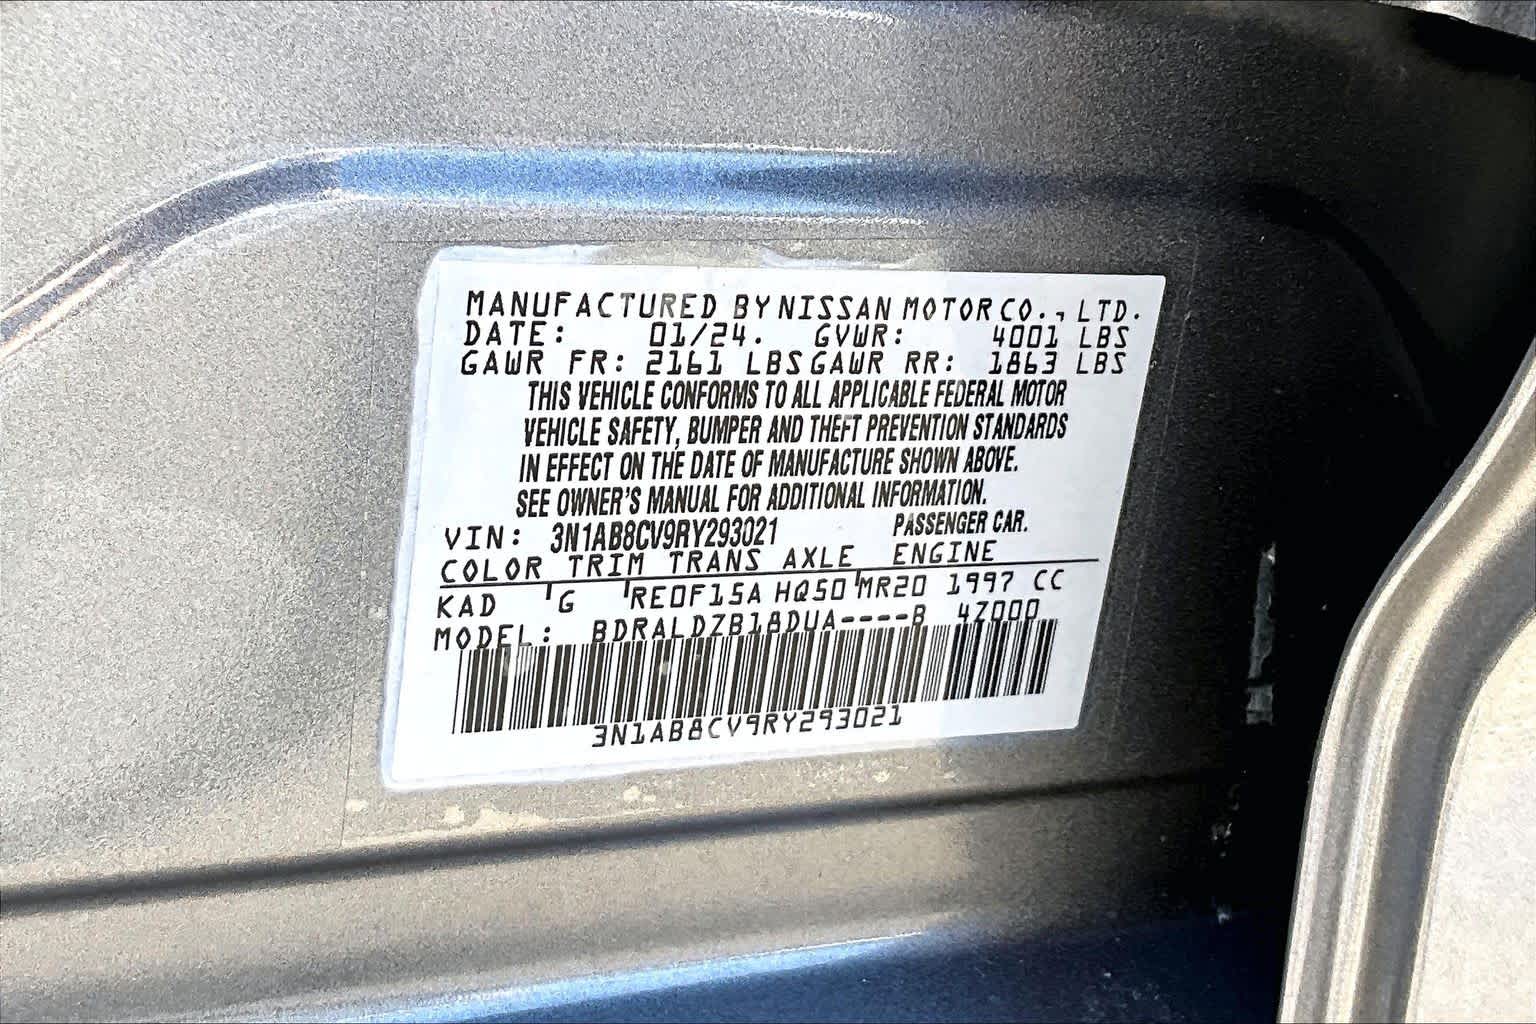 MANUFACTURED BY NISSAN MOTOR CO., LTD.
DATE: 01/24. GVWR: 4001 LBS
GAWR FR: 2161 LBS GAWR RR: 1863 LBS
THIS VEHICLE CONFORMS TO ALL APPLICABLE FEDERAL MOTOR
VEHICLE SAFETY, BUMPER AND THEFT PREVENTION STANDARDS
IN EFFECT ON THE DATE OF MANUFACTURE SHOWN ABOVE.
SEE OWNER'S MANUAL FOR ADDITIONAL INFORMATION.
VIN: 3N1AB8CV9RY293021 PASSENGER CAR.
COLOR TRIM TRANS AXLE ENGINE
KAD G RE0F15A HQ50 MR20 1997 CC
MODEL: BDRALDZB18DUA----B 4Z000
3N1AB8CV9RY293021